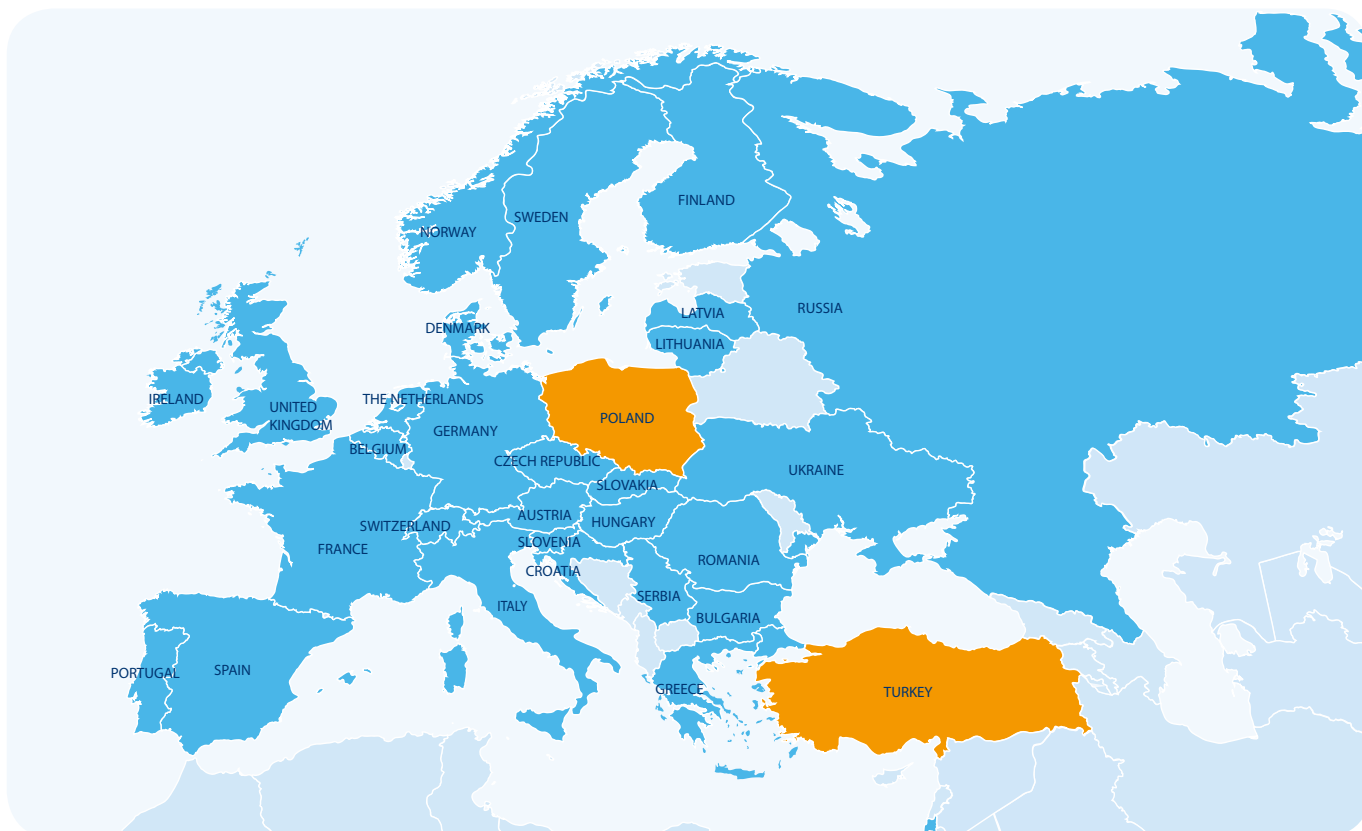 FINLAND
SWEDEN
NORWAY
RUSSIA
LATVIA
DENMARK
LITHUANIA
IRELAND
THE NETHERLANDS
UNITED
KINGDOM
POLAND
GERMANY
BELGIUM
CZECH REPUBLIC
UKRAINE
SLOVAKIA
AUSTRIA
HUNGARY
SWITZERLAND
SLOVENIA
FRANCE
ROMANIA
CROATIA
SERBIA
ITALY
BULGARIA
PORTUGAL
SPAIN
GREECE
TURKEY